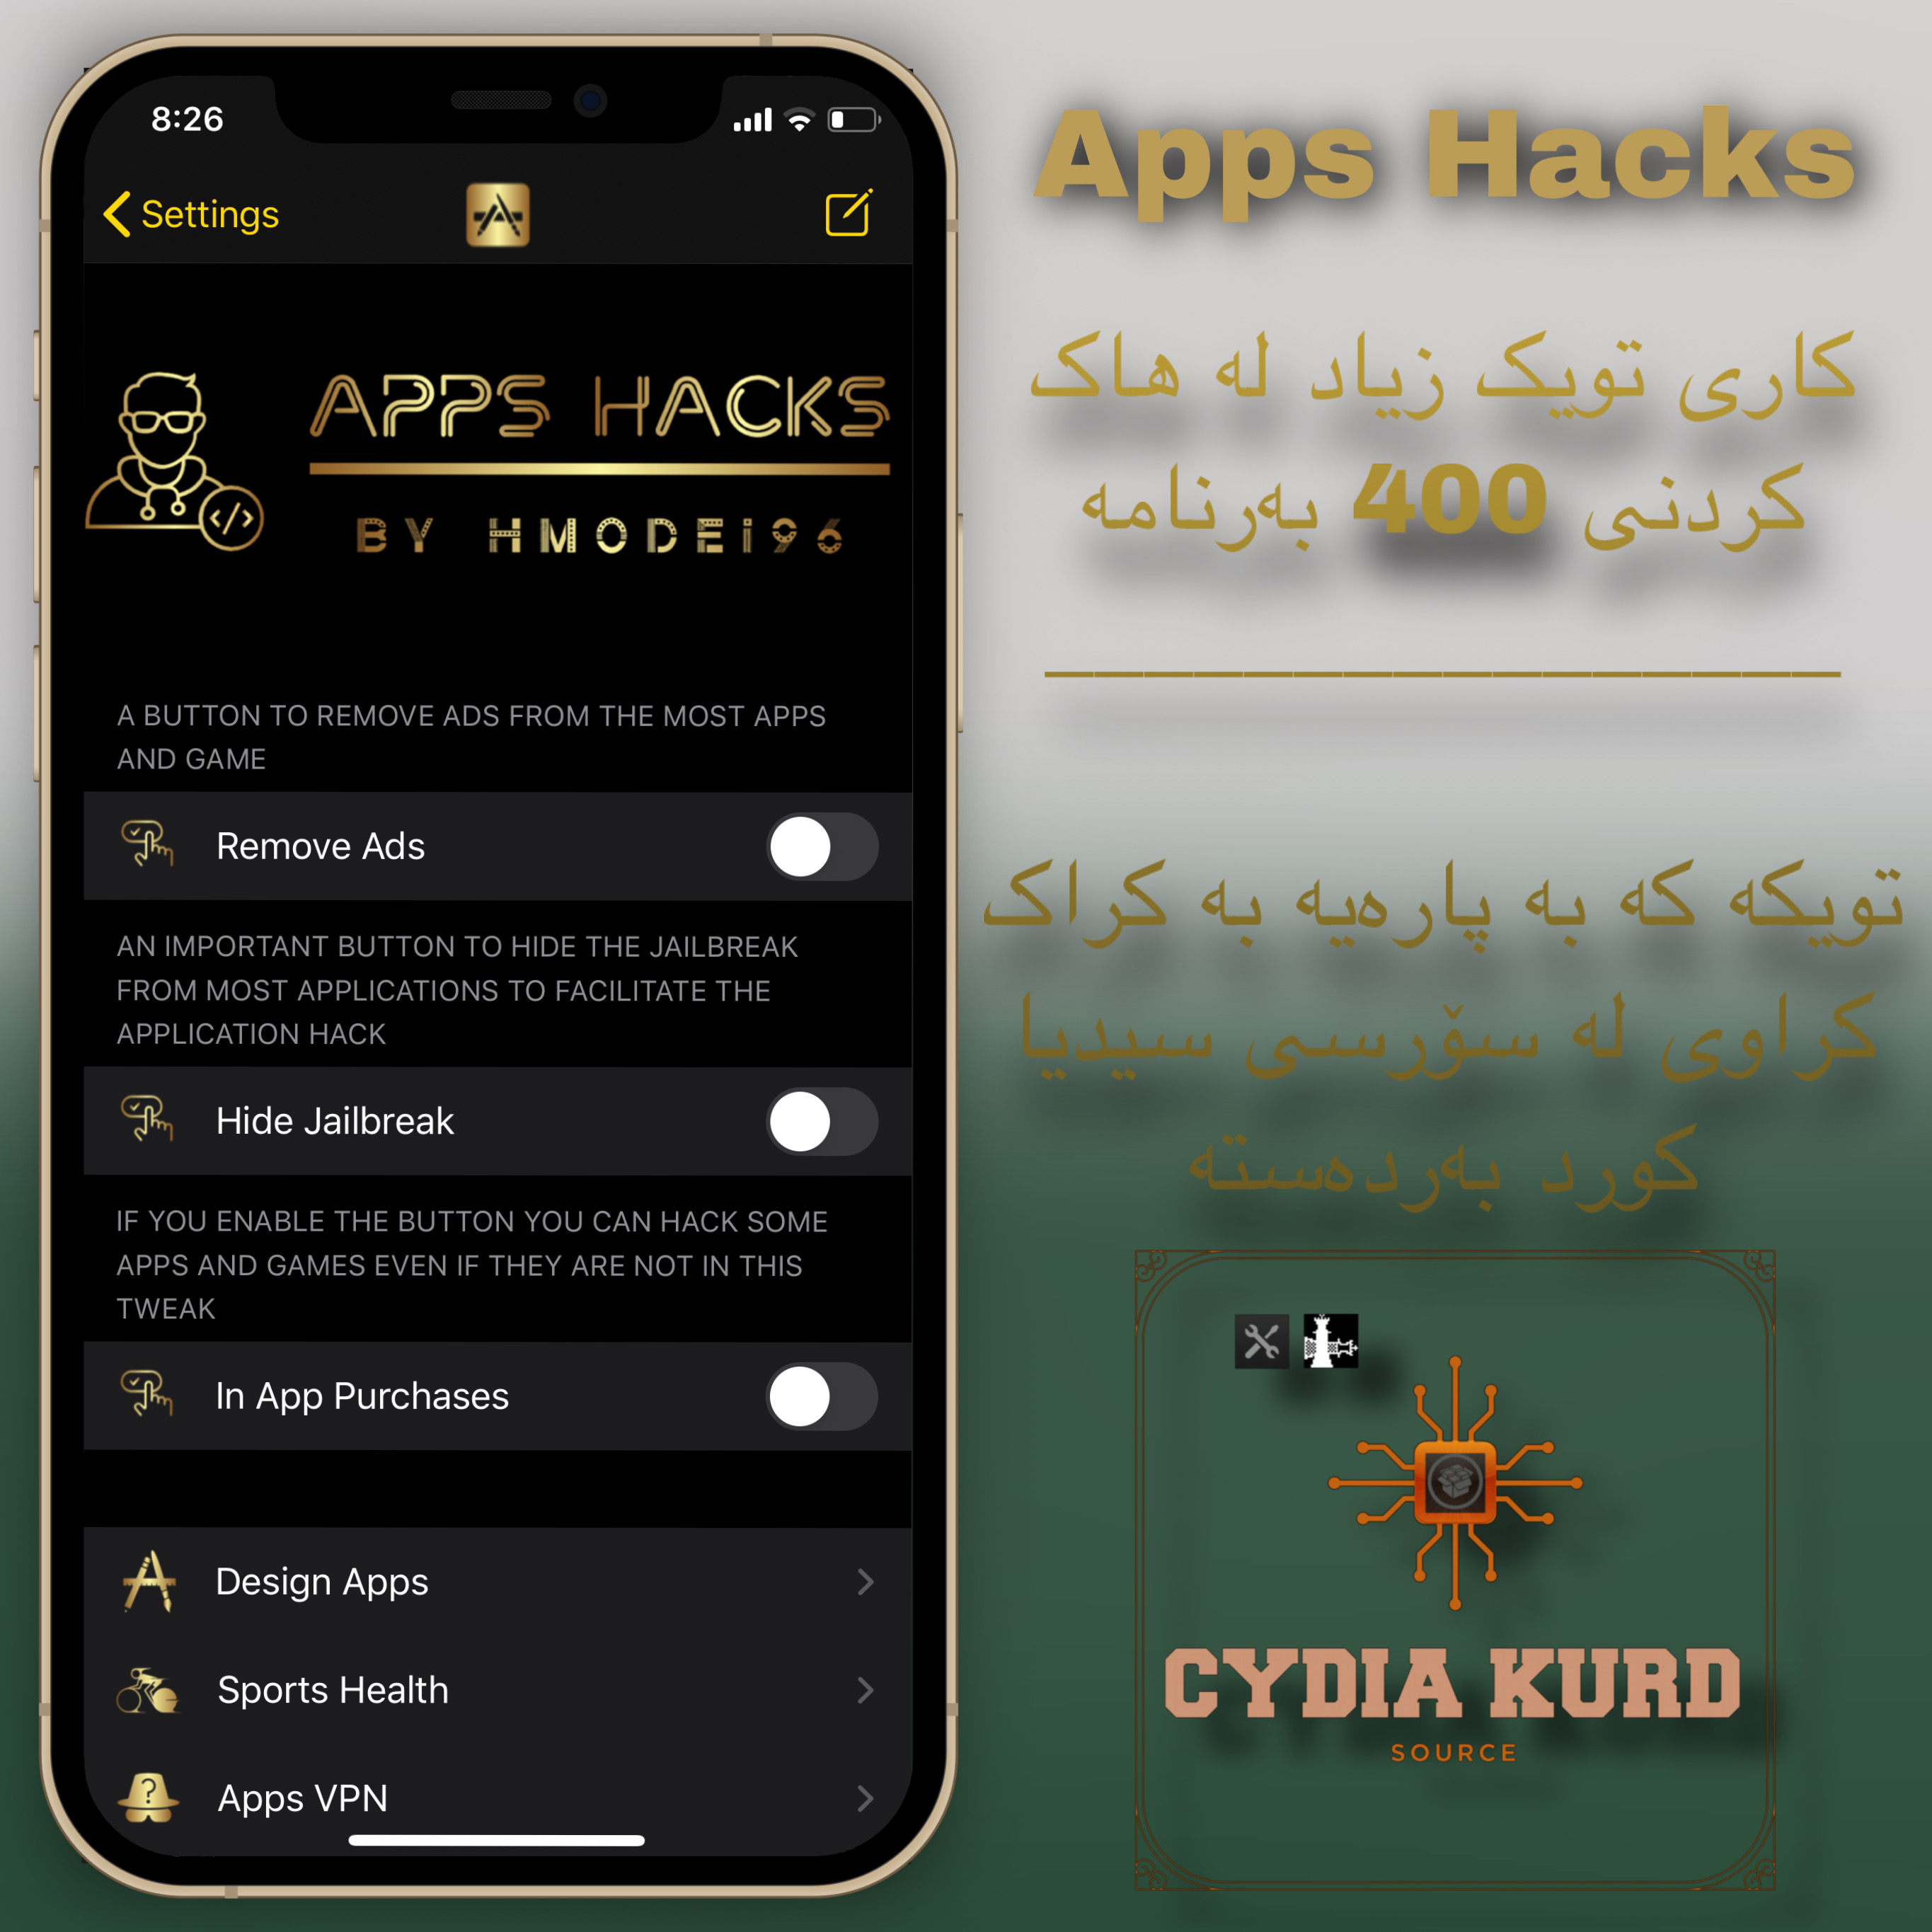 8:26
Settings
APPS HACKS
BY HMODEi96
A BUTTON TO REMOVE ADS FROM THE MOST APPS
AND GAME
Remove Ads
AN IMPORTANT BUTTON TO HIDE THE JAILBREAK
FROM MOST APPLICATIONS TO FACILITATE THE
APPLICATION HACK
Hide Jailbreak
IF YOU ENABLE THE BUTTON YOU CAN HACK SOME
APPS AND GAMES EVEN IF THEY ARE NOT IN THIS
TWEAK
In App Purchases
Design Apps
Sports Health
Apps VPN
Apps Hacks
کاری تویک زیاد لە هاک
کردنی 400 بەرنامە
تویکە کە بە پارەیە بە کراک
کراوی لە سۆرسی سیدیا
کورد بەردەستە
CYDIA KURD
SOURCE